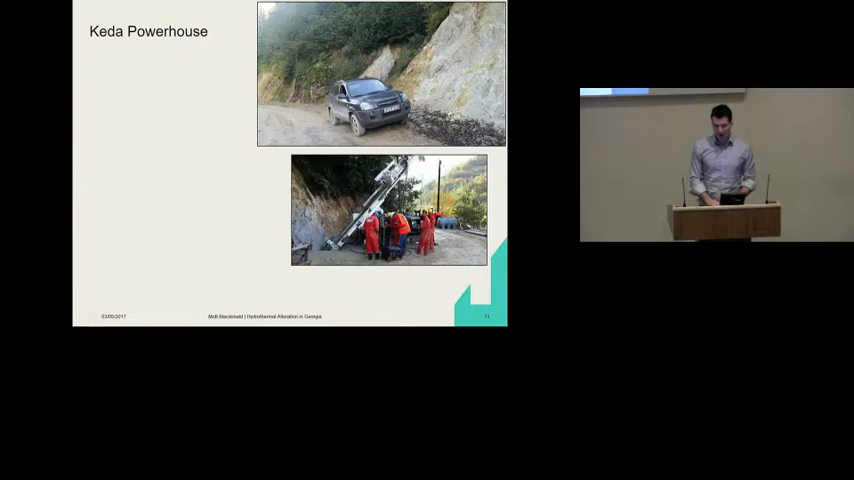 Keda Powerhouse
03/05/2017
Mott Macdonald | Hydrothermal Alteration in Georgia
11